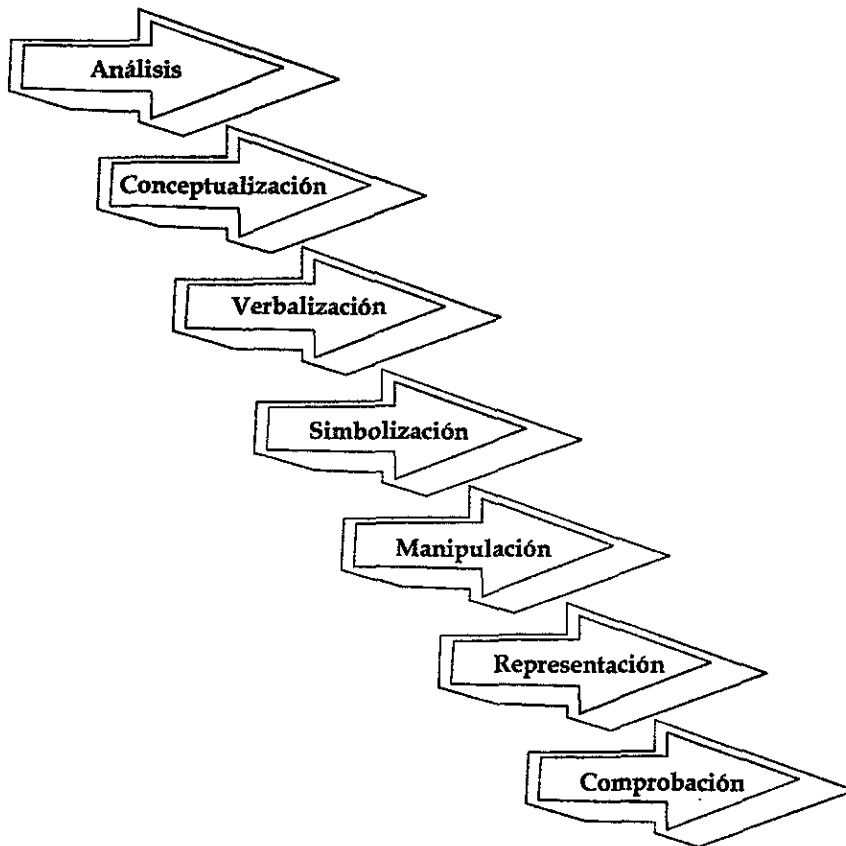 Análisis
Conceptualización
Verbalización
Simbolización
Manipulación
Representación
Comprobación